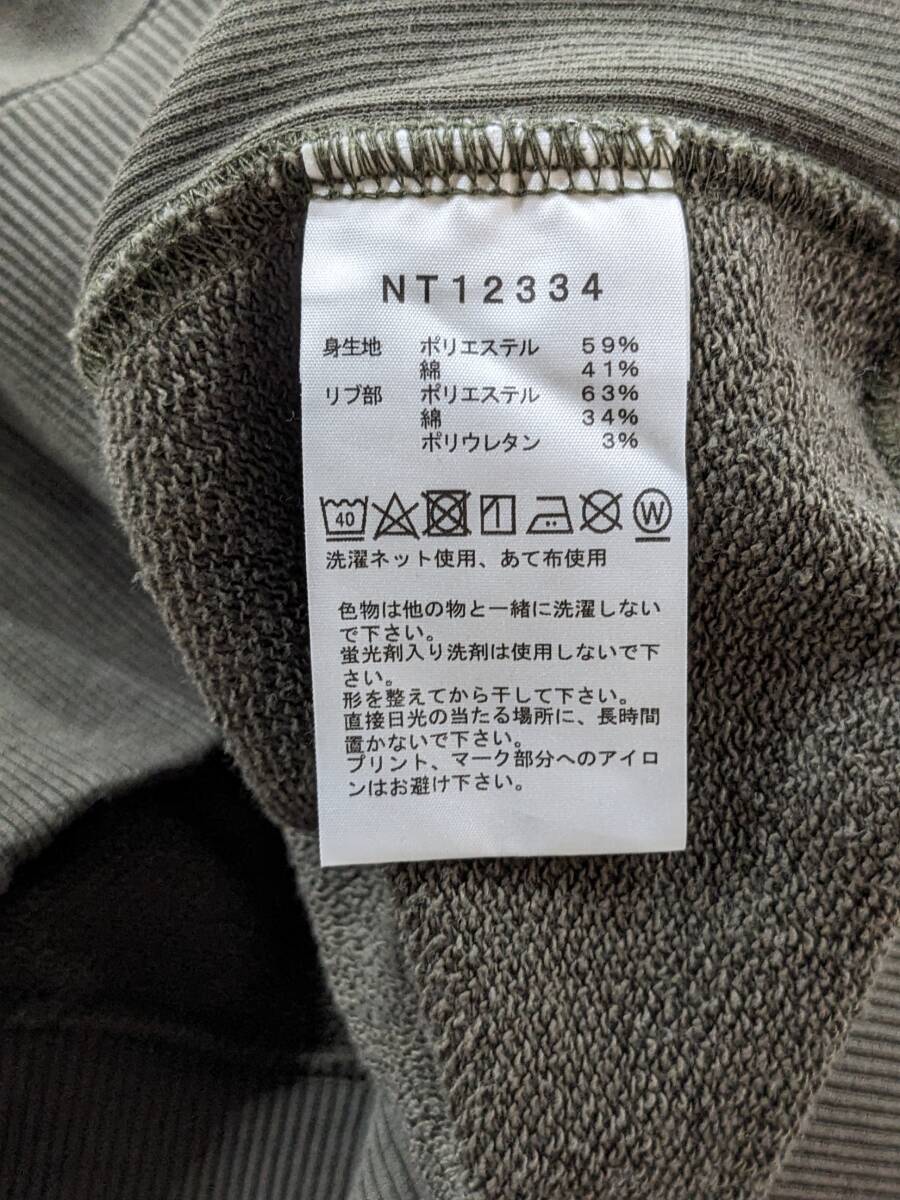 NT12334
身生地 ポリエステル 59%
綿 41%
リブ部 ポリエステル 63%
綿 34%
ポリウレタン 3%
40 W
洗濯ネット使用、あて布使用
色物は他の物と一緒に洗濯しない
で下さい。
蛍光剤入り洗剤は使用しないで下
さい。
形を整えてから干して下さい。
直接日光の当たる場所に、長時間
置かないで下さい。
プリント、マーク部分へのアイロ
ンはお避け下さい。